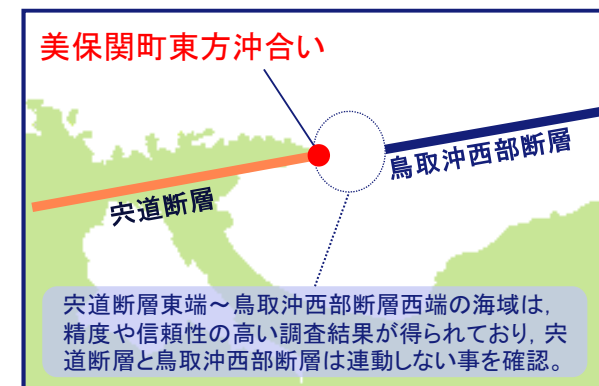 美保関町東方沖合い
鳥取沖西部断層
宍道断層
宍道断層東端～鳥取沖西部断層西端の海域は,
精度や信頼性の高い調査結果が得られており, 宍
道断層と鳥取沖西部断層は連動しない事を確認。